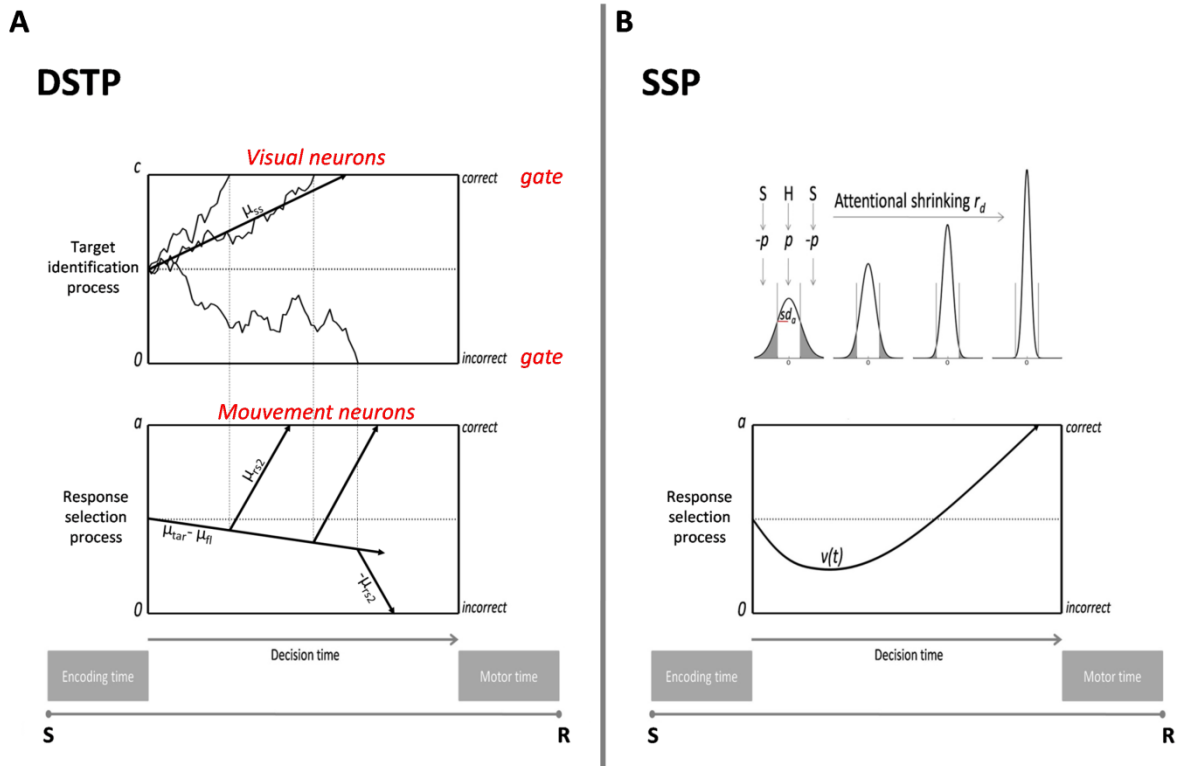 A
DSTP
Visual neurons
c
correct
gate
μss
Target
identification
process
0
incorrect
gate
Mouvement neurons
a
correct
μrs2
Response
selection
process
μtar- μfl
-μrs2
0
incorrect
Decision time
Encoding time
Motor time
S
R
B
SSP
S H S
Attentional shrinking rd
-p p -p
sda
0 0 0 0
a
correct
Response
selection
process
v(t)
0
incorrect
Decision time
Encoding time
Motor time
S
R